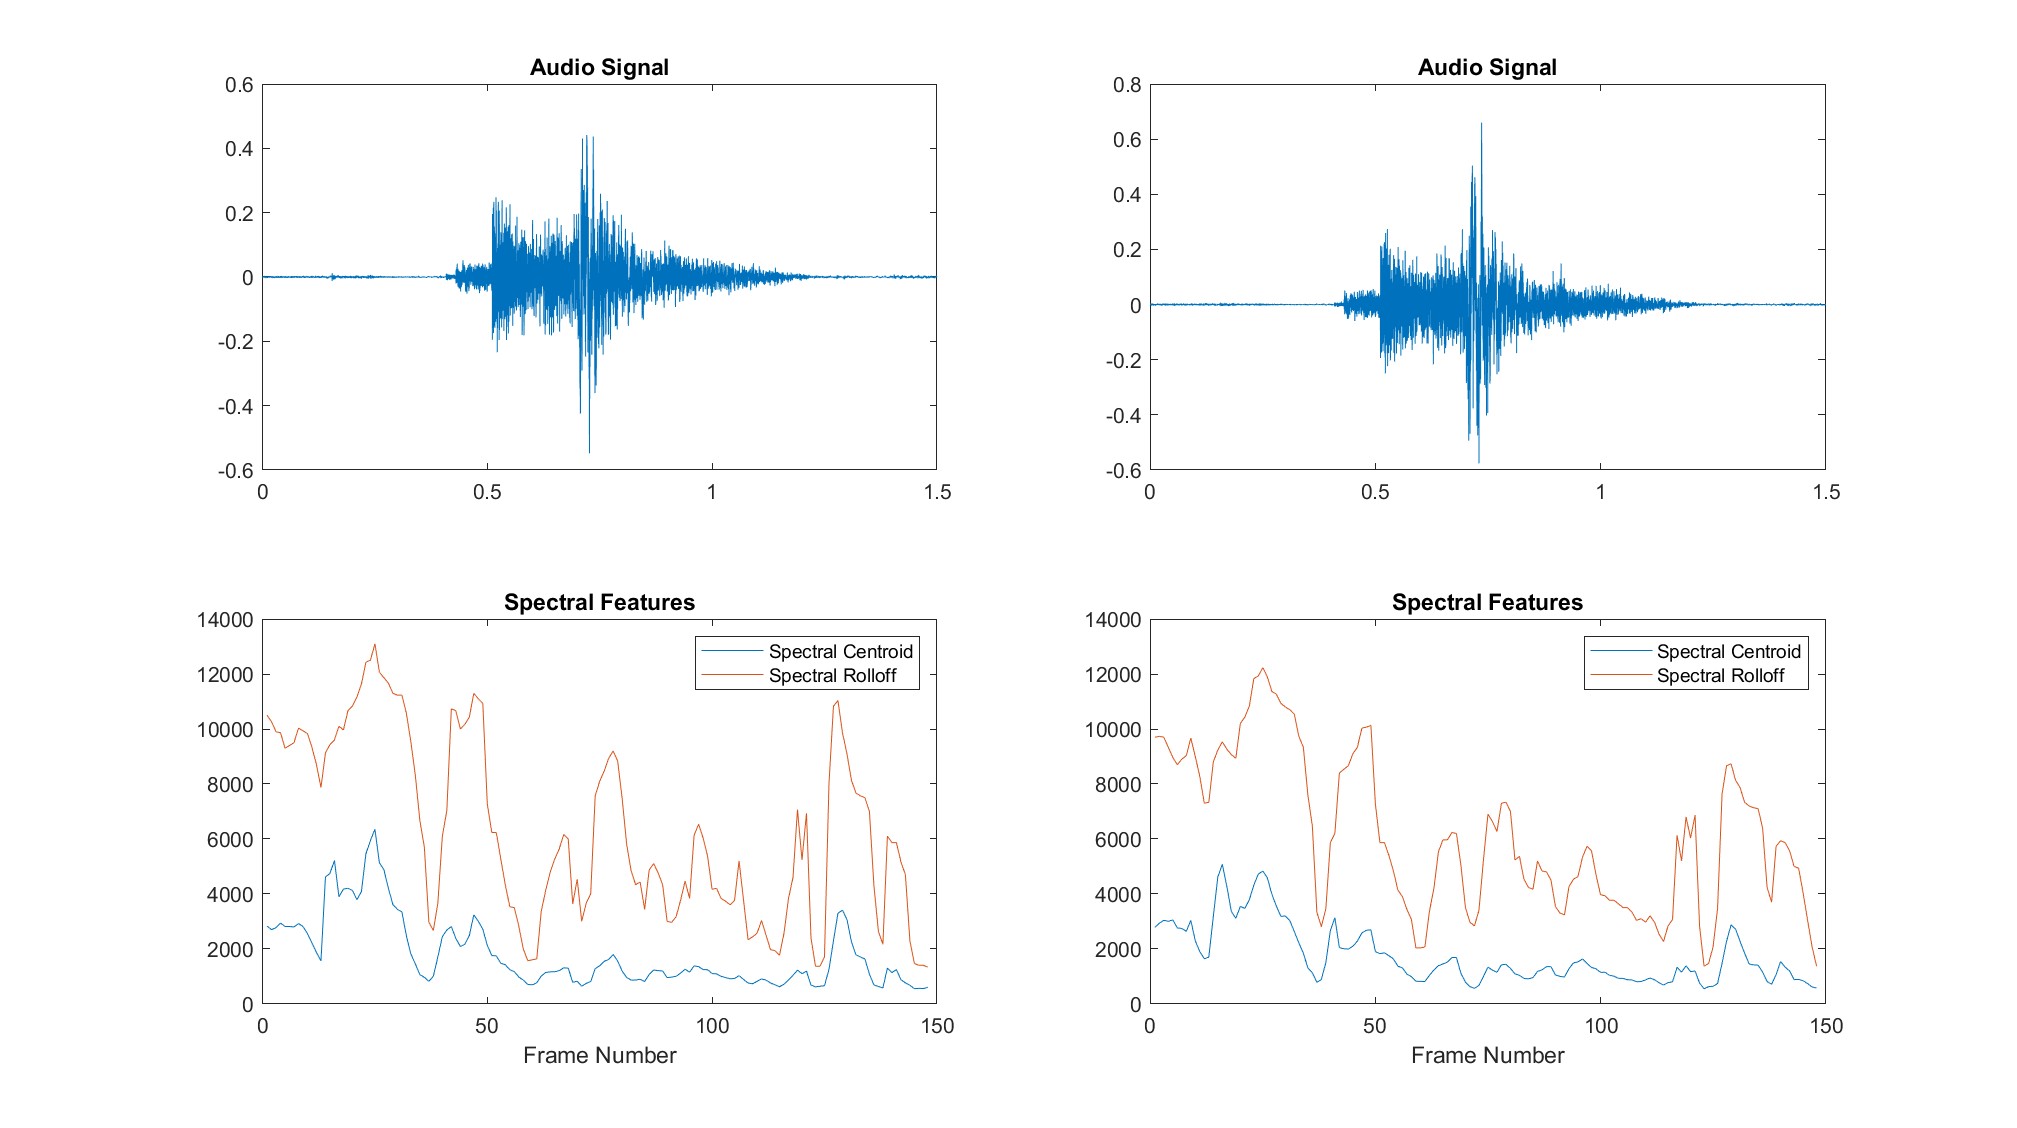 Audio Signal
0.6
0.4
0.2
0
-0.2
-0.4
-0.6
0 0.5 1 1.5
Audio Signal
0.8
0.6
0.4
0.2
0
-0.2
-0.4
-0.6
0 0.5 1 1.5
Spectral Features
14000
12000
10000
8000
6000
4000
2000
0
Spectral Centroid
Spectral Rolloff
0 50 100 150
Frame Number
Spectral Features
14000
12000
10000
8000
6000
4000
2000
0
Spectral Centroid
Spectral Rolloff
0 50 100 150
Frame Number